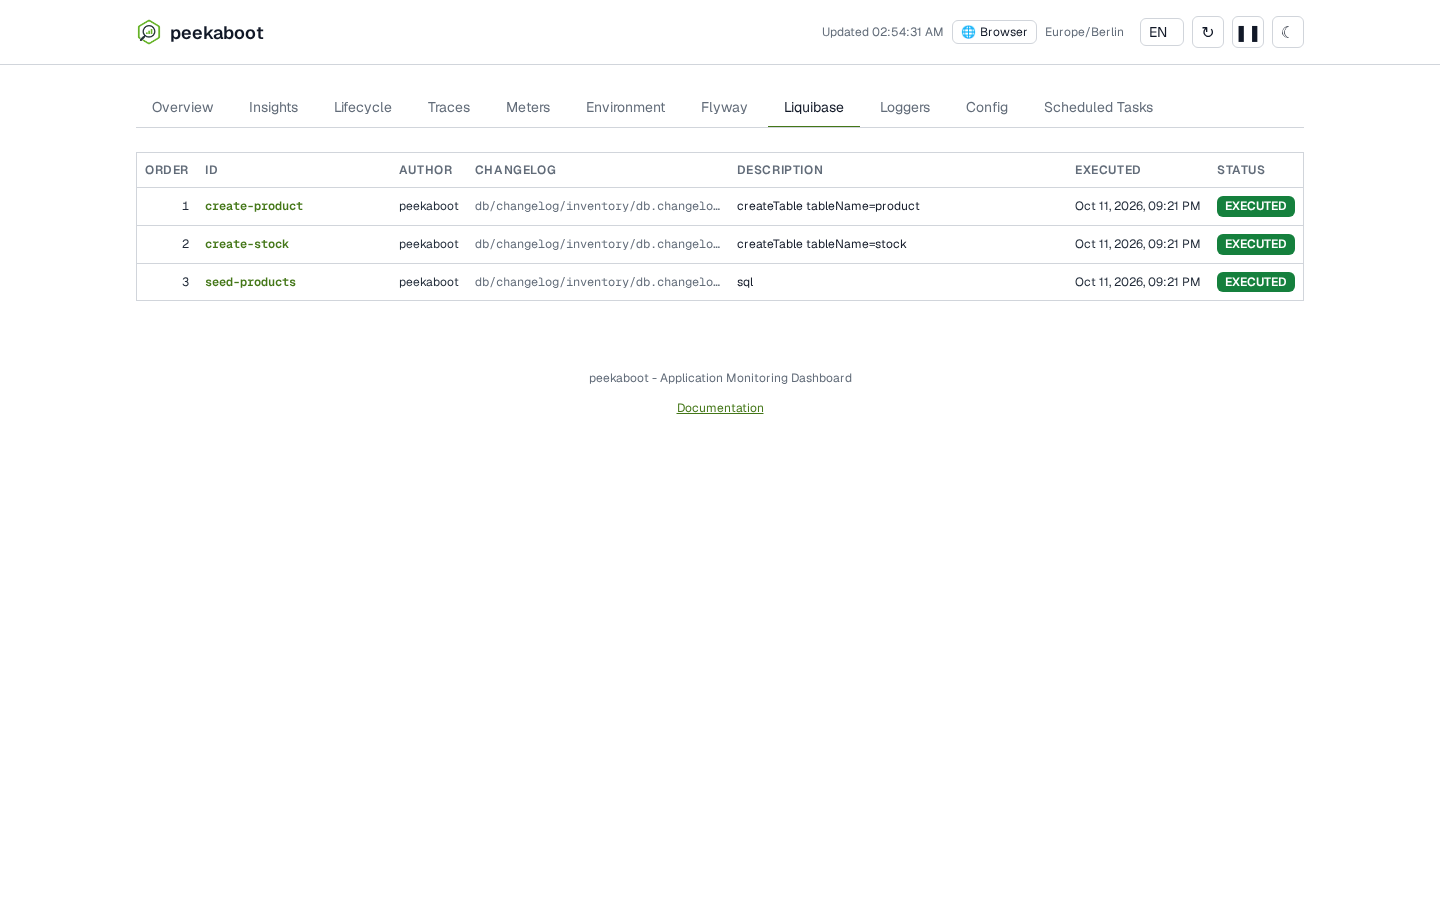 peekaboot
Updated 02:54:31 AM 🌐 Browser Europe/Berlin EN ↻ ❚❚ ☾
Overview Insights Lifecycle Traces Meters Environment Flyway Liquibase Loggers Config Scheduled Tasks
ORDER ID AUTHOR CHANGELOG DESCRIPTION EXECUTED STATUS
1 create-product peekaboot db/changelog/inventory/db.changelo… createTable tableName=product Oct 11, 2026, 09:21 PM EXECUTED
2 create-stock peekaboot db/changelog/inventory/db.changelo… createTable tableName=stock Oct 11, 2026, 09:21 PM EXECUTED
3 seed-products peekaboot db/changelog/inventory/db.changelo… sql Oct 11, 2026, 09:21 PM EXECUTED
peekaboot - Application Monitoring Dashboard
Documentation